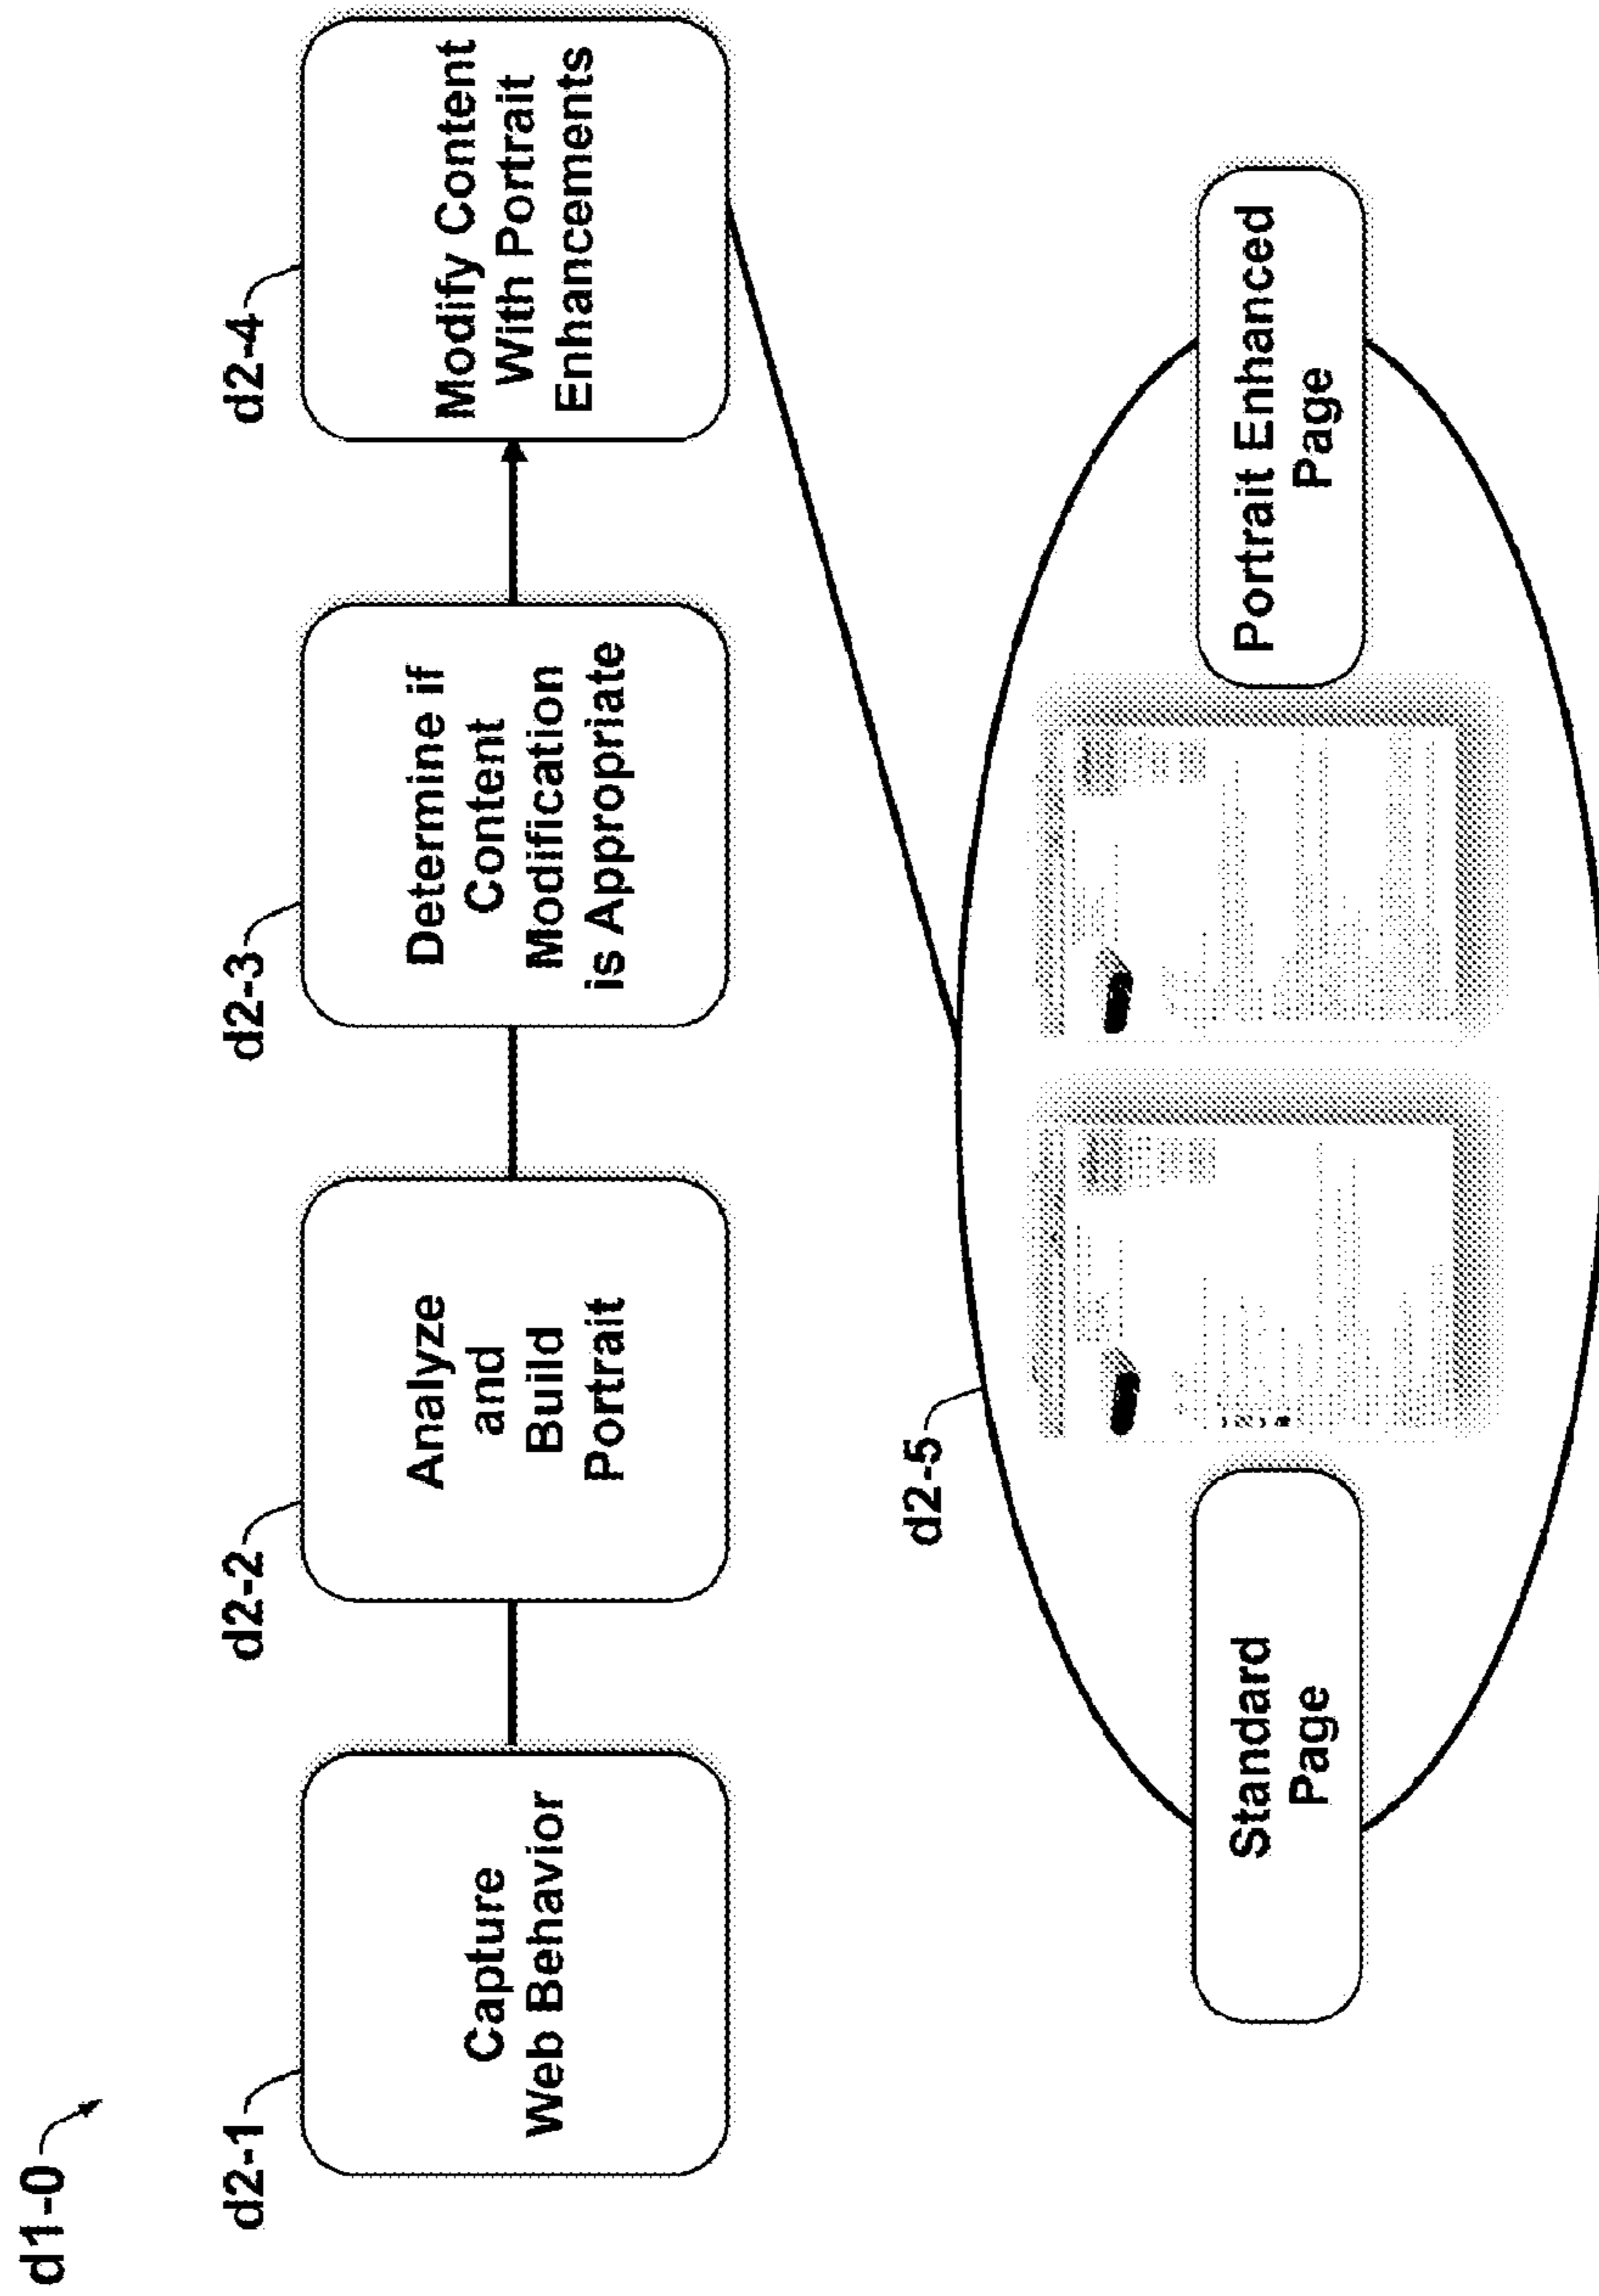 d1-0
d2-1
Capture
Web Behavior
d2-2
Analyze
and
Build
Portrait
d2-3
Determine if
Content
Modification
is Appropriate
d2-4
Modify Content
With Portrait
Enhancements
d2-5
Standard
Page
Portrait Enhanced
Page